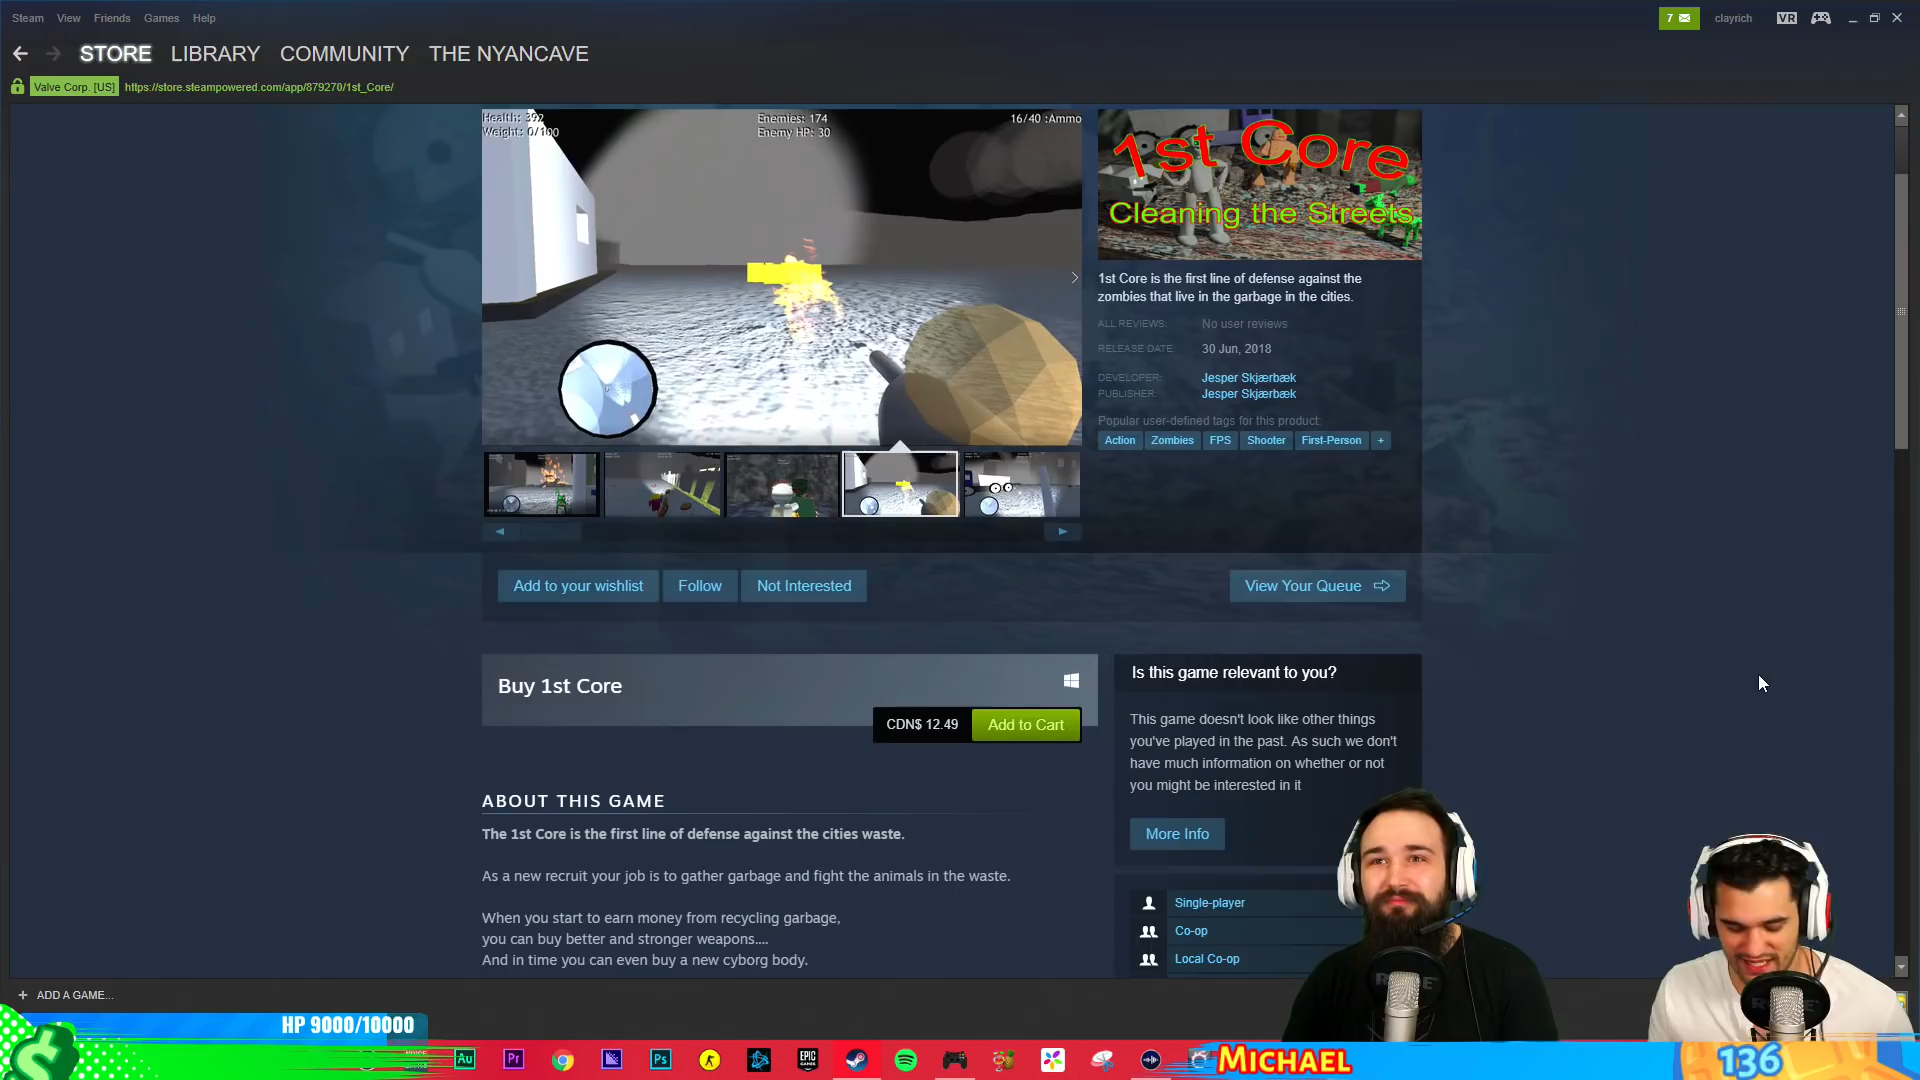 Steam View Friends Games Help
7
clayrich
VR
STORE LIBRARY COMMUNITY THE NYANCAVE
Valve Corp. [US] https://store.steampowered.com/app/879270/1st_Core/
Health: 392
Weight: 0/100
Enemies: 174
Enemy HP: 30
16/40 :Ammo
1st Core
Cleaning the Streets
1st Core is the first line of defense against the
zombies that live in the garbage in the cities.
ALL REVIEWS: No user reviews
RELEASE DATE: 30 Jun, 2018
DEVELOPER: Jesper Skjærbæk
PUBLISHER: Jesper Skjærbæk
Popular user-defined tags for this product:
Action Zombies FPS Shooter First-Person +
Add to your wishlist Follow Not Interested
View Your Queue
Buy 1st Core
CDN$ 12.49 Add to Cart
Is this game relevant to you?
This game doesn't look like other things
you've played in the past. As such we don't
have much information on whether or not
you might be interested in it
More Info
ABOUT THIS GAME
The 1st Core is the first line of defense against the cities waste.
As a new recruit your job is to gather garbage and fight the animals in the waste.
When you start to earn money from recycling garbage,
you can buy better and stronger weapons....
And in time you can even buy a new cyborg body.
Single-player
Co-op
Local Co-op
+ ADD A GAME...
HP 9000/10000
$
Au Pr Ps
EPIC GAMES
MICHAEL
136